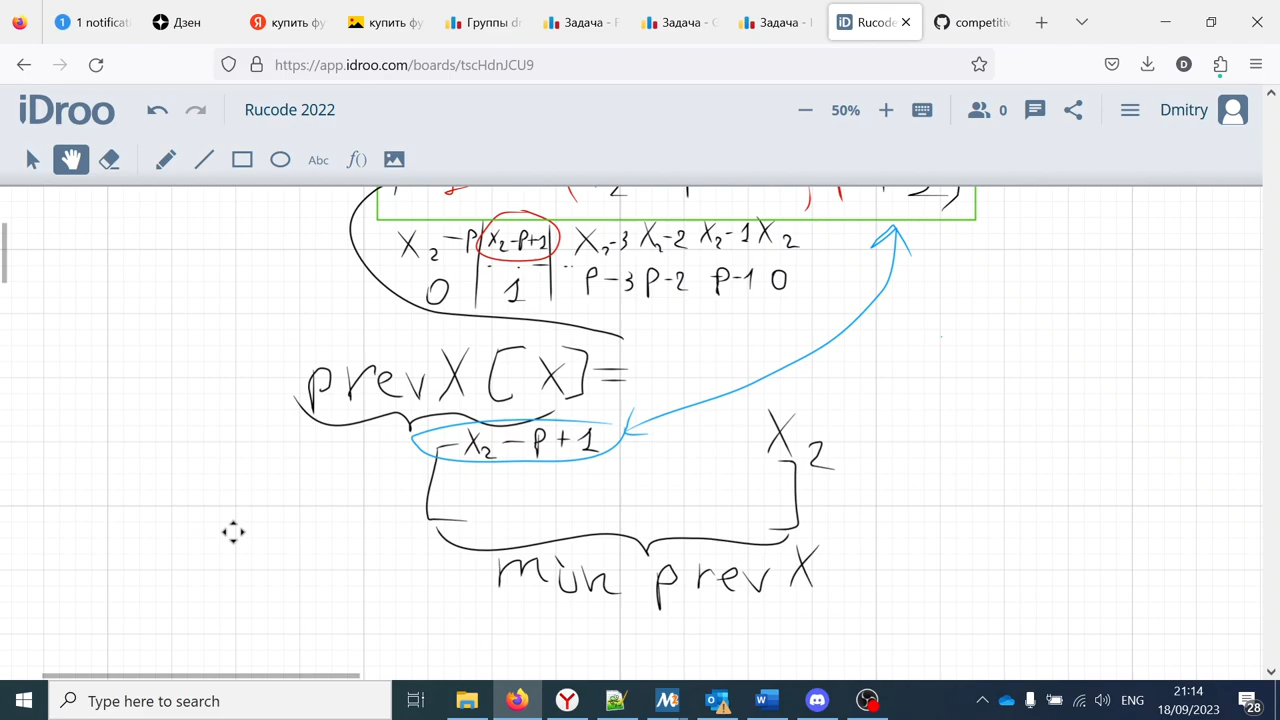 1 notificat
Дзен
купить фу
купить фу
Группы dr
Задача - F
Задача - C
Задача - I
Rucode
competitiv
https://app.idroo.com/boards/tscHdnJCU9
D
iDroo
Rucode 2022
50%
0
Dmitry
Abc
f()
X₂-P X₂-P+1 X₂-3 X₂-2 X₂-1 X₂
0 1 P-3 P-2 P-1 0
prevX[X]=
X₂-P+1 X₂
min prevX
Type here to search
ENG
21:14
18/09/2023
28